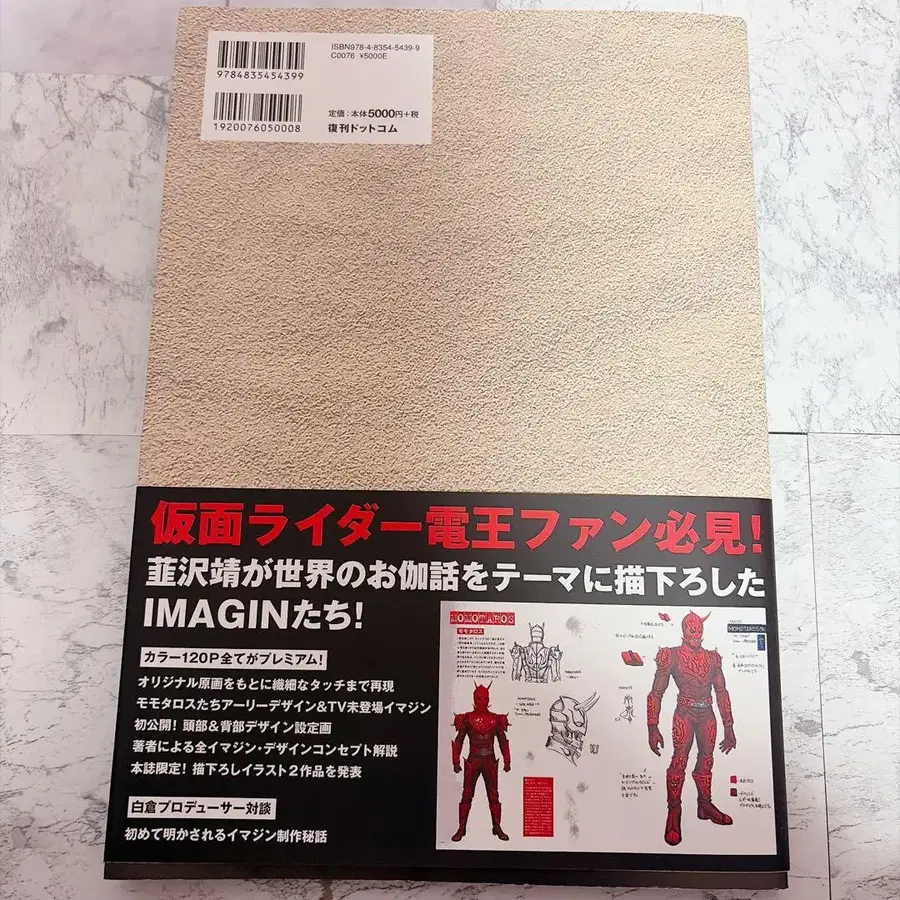 ISBN978-4-8354-5439-9
C0076 ¥5000E
9784835454399
定価：本体5000円+税
復刊ドットコム
1920076050008
仮面ライダー電王ファン必見！
韮沢靖が世界のお伽話をテーマに描下ろした
IMAGINたち！
カラー120P全てがプレミアム！
オリジナル原画をもとに繊細なタッチまで再現
モモタロスたちアーリーデザイン＆TV未登場イマジン
初公開！頭部＆背部デザイン設定画
著者による全イマジン・デザインコンセプト解説
本誌限定！描下ろしイラスト2作品を発表
白倉プロデューサー対談
初めて明かされるイマジン制作秘話
MOMOTAROS
モモタロス